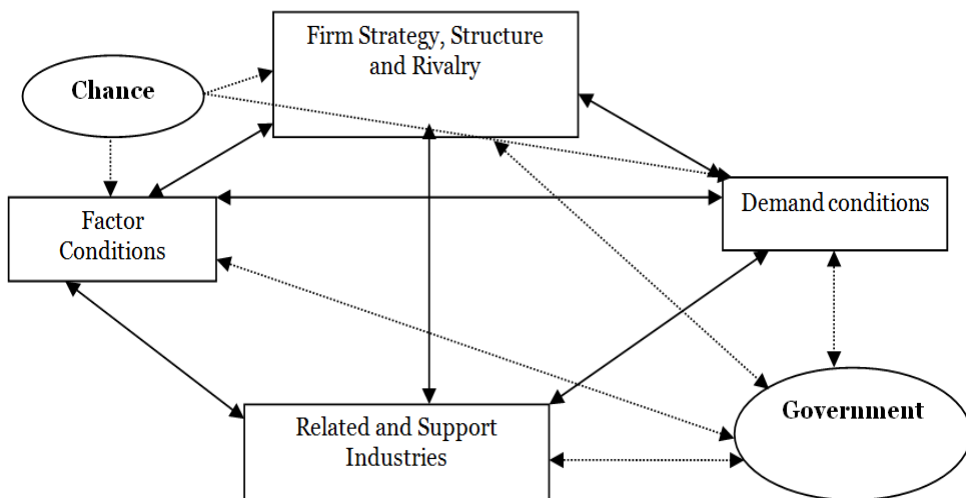 Firm Strategy, Structure
and Rivalry
Chance
Factor
Conditions
Demand conditions
Related and Support
Industries
Government